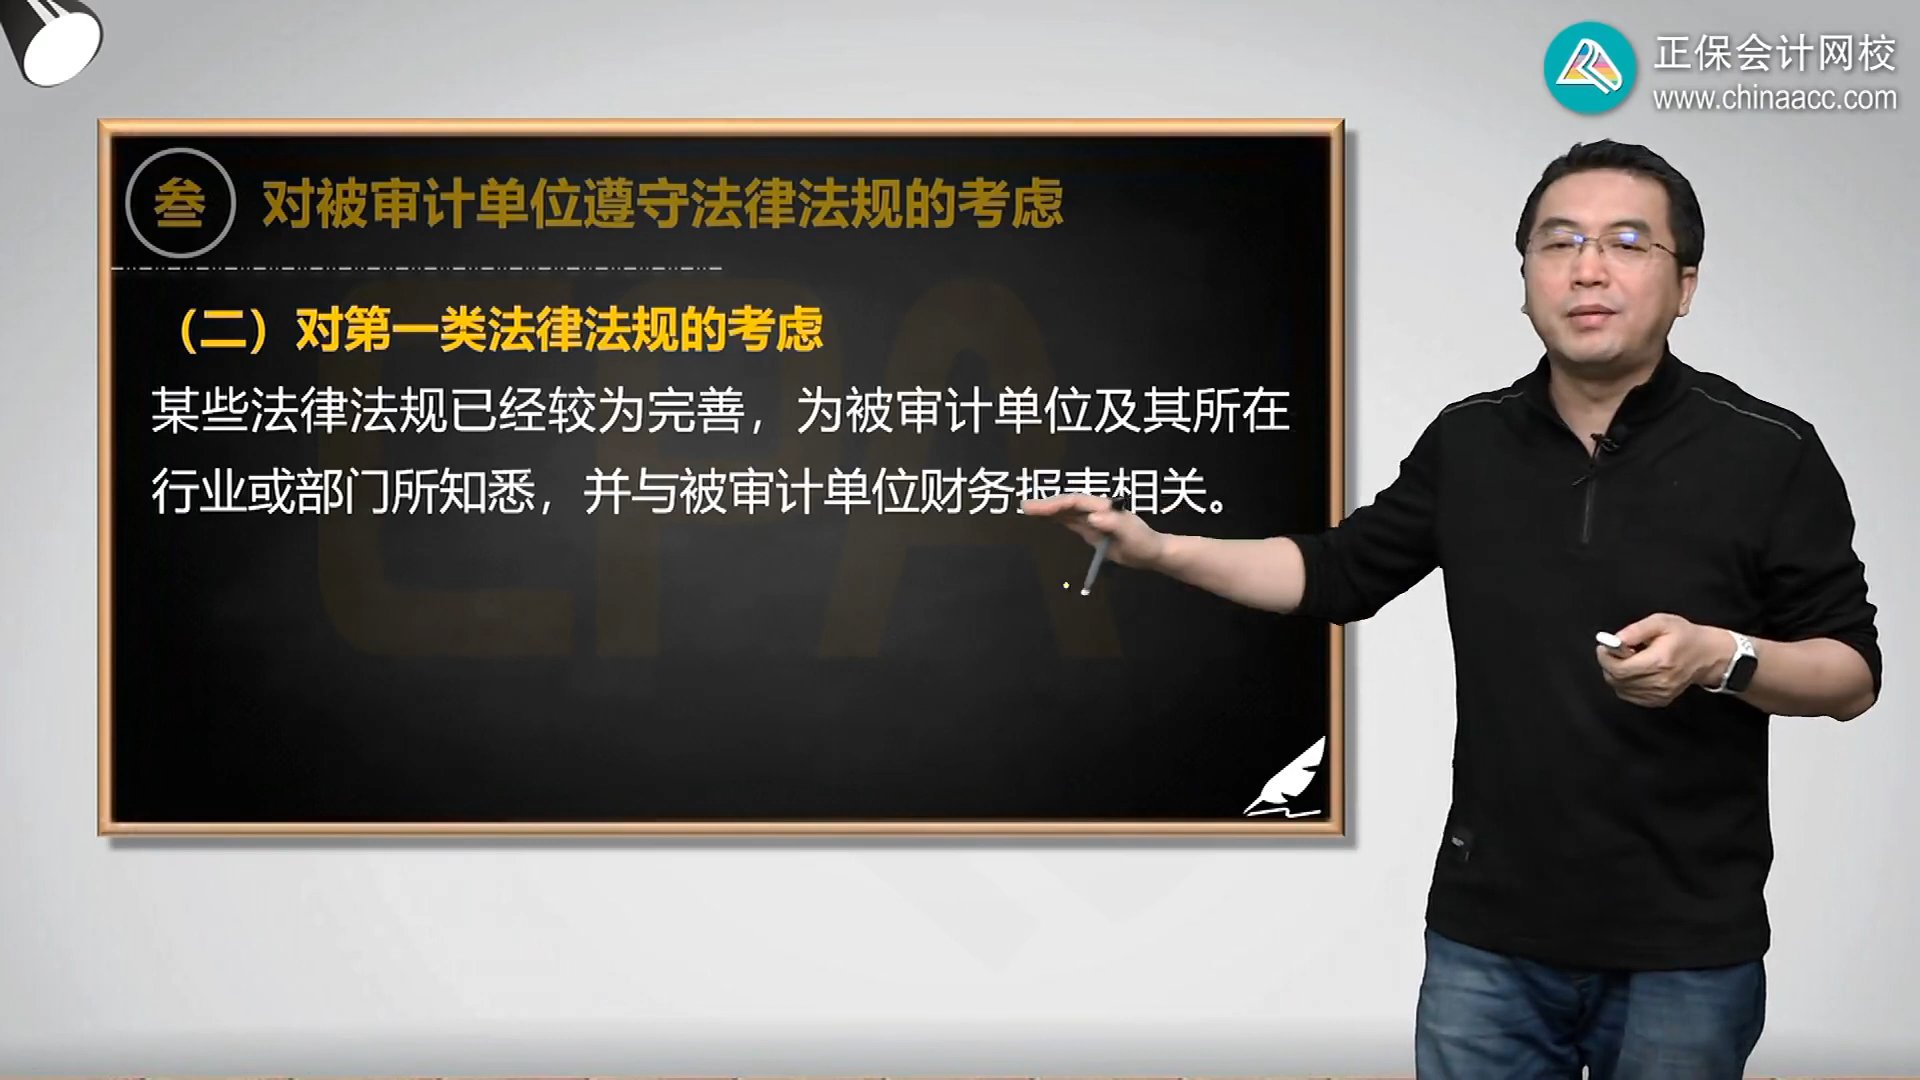 正保会计网校
www.chinaacc.com
叁 对被审计单位遵守法律法规的考虑
（二）对第一类法律法规的考虑
某些法律法规已经较为完善，为被审计单位及其所在
行业或部门所知悉，并与被审计单位财务报表相关。
CPA